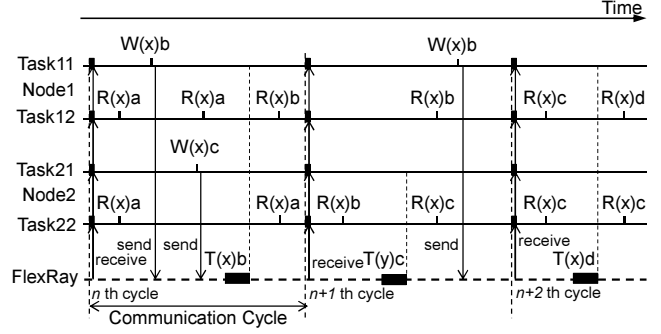 Time
W(x)b W(x)b
Task11
Node1 R(x)a R(x)a R(x)b R(x)b R(x)c R(x)d
Task12
W(x)c
Task21
Node2 R(x)a R(x)a R(x)b R(x)c R(x)c R(x)c
Task22
send send send
receive T(x)b receive T(y)c receive T(x)d
FlexRay
n th cycle n+1 th cycle n+2 th cycle
Communication Cycle